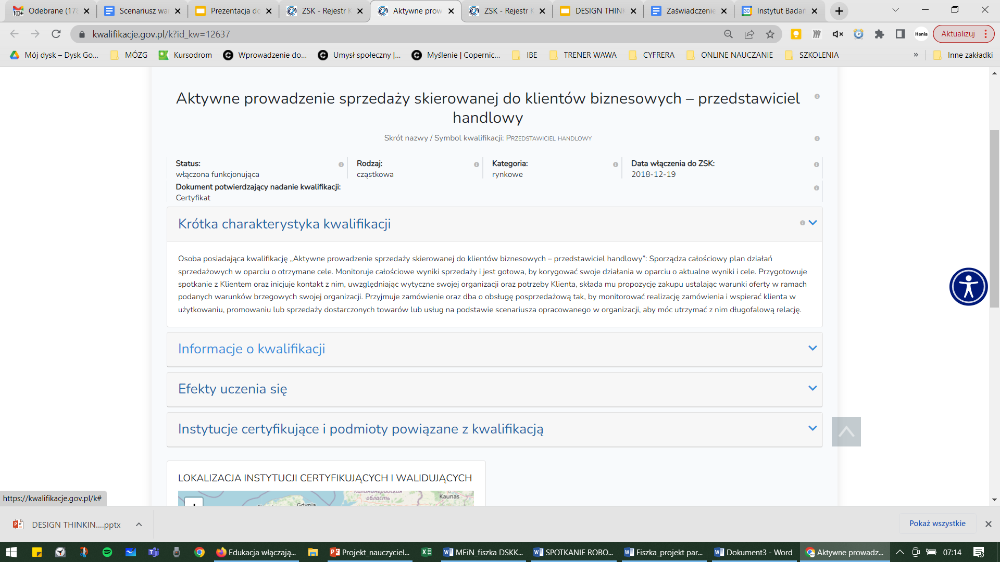 Odebrane (178
Scenariusz wa
Prezentacja do
ZSK - Rejestr K
Aktywne prow
ZSK - Rejestr K
DESIGN THINK
Zaświadczenie
Instytut Badań
kwalifikacje.gov.pl/k?id_kw=12637
Hania
Aktualizuj
Mój dysk – Dysk Go...
MÓZG
Kursodrom
Wprowadzenie do...
Umysł społeczny |...
Myślenie | Copernic...
IBE
TRENER WAWA
CYFRERA
ONLINE NAUCZANIE
SZKOLENIA
»
Inne zakładki
Aktywne prowadzenie sprzedaży skierowanej do klientów biznesowych – przedstawiciel
handlowy
Skrót nazwy / Symbol kwalifikacji: Przedstawiciel handlowy
Status:
włączona funkcjonująca
Rodzaj:
cząstkowa
Kategoria:
rynkowe
Data włączenia do ZSK:
2018-12-19
Dokument potwierdzający nadanie kwalifikacji:
Certyfikat
Krótka charakterystyka kwalifikacji
Osoba posiadająca kwalifikację „Aktywne prowadzenie sprzedaży skierowanej do klientów biznesowych – przedstawiciel handlowy”: Sporządza całościowy plan działań
sprzedażowych w oparciu o otrzymane cele. Monitoruje całościowe wyniki sprzedaży i jest gotowa, by korygować swoje działania w oparciu o aktualne wyniki i cele. Przygotowuje
spotkanie z Klientem oraz inicjuje kontakt z nim, uwzględniając wytyczne swojej organizacji oraz potrzeby Klienta, składa mu propozycję zakupu ustalając warunki oferty w ramach
podanych warunków brzegowych swojej organizacji. Przyjmuje zamówienie oraz dba o obsługę posprzedażową tak, by monitorować realizację zamówienia i wspierać klienta w
użytkowaniu, promowaniu lub sprzedaży dostarczonych towarów lub usług na podstawie scenariusza opracowanego w organizacji, aby móc utrzymać z nim długofalową relację.
Informacje o kwalifikacji
Efekty uczenia się
Instytucje certyfikujące i podmioty powiązane z kwalifikacją
LOKALIZACJA INSTYTUCJI CERTYFIKUJĄCYCH I WALIDUJĄCYCH
Калининградская
область
Kaunas
Gdynia
https://kwalifikacje.gov.pl/k#
DESIGN THINKIN....pptx
Pokaż wszystkie
Edukacja włączają...
Projekt_nauczyciel...
MEiN_fiszka DSKK...
SPOTKANIE ROBO...
Fiszka_projekt par...
Dokument3 - Word
Aktywne prowadz...
07:14